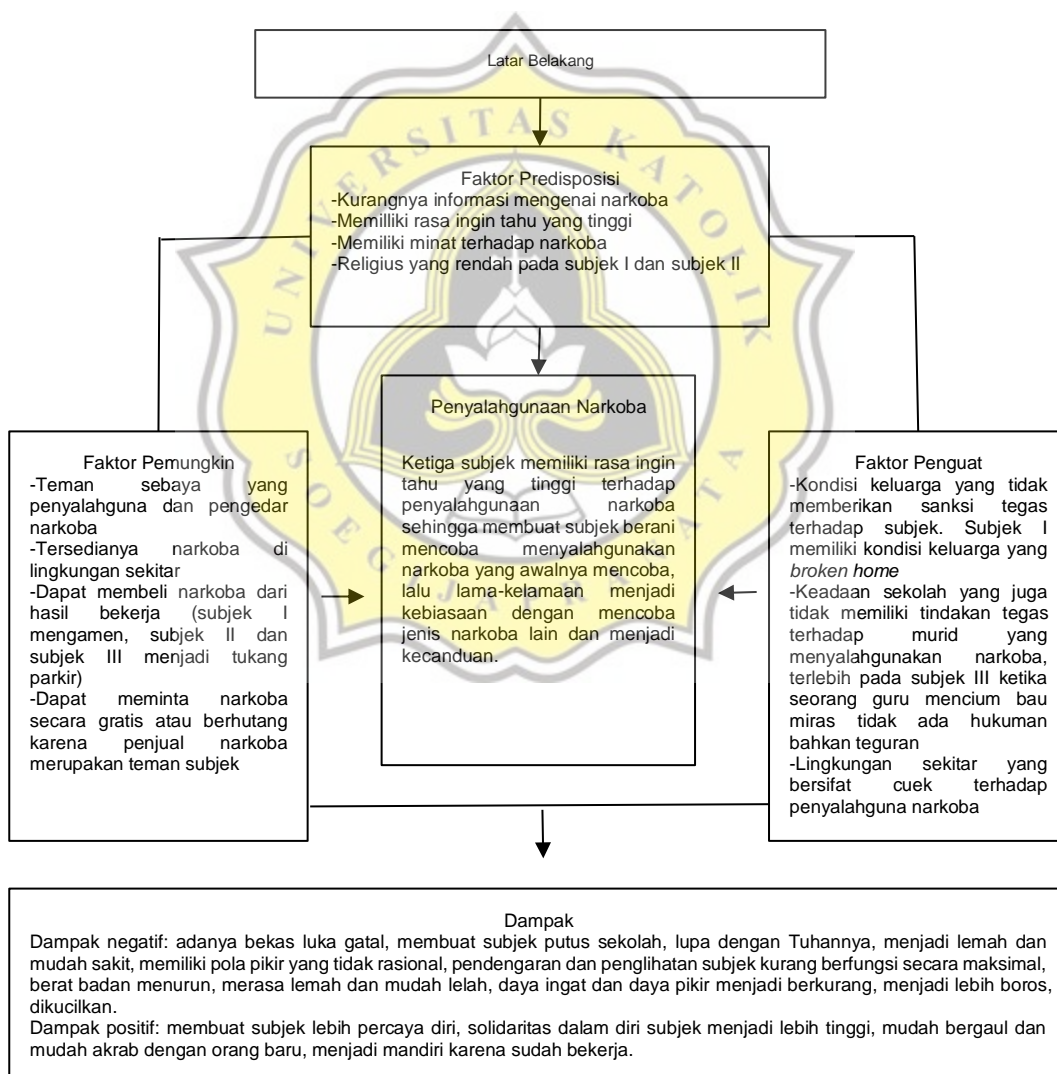 Latar Belakang
UNIVERSITAS KATOLIK
SOEGIJAPRANATA
Faktor Predisposisi
-Kurangnya informasi mengenai narkoba
-Memilliki rasa ingin tahu yang tinggi
-Memiliki minat terhadap narkoba
-Religius yang rendah pada subjek I dan subjek II
Faktor Pemungkin
-Teman sebaya yang
penyalahguna dan pengedar
narkoba
-Tersedianya narkoba di
lingkungan sekitar
-Dapat membeli narkoba dari
hasil bekerja (subjek I
mengamen, subjek II dan
subjek III menjadi tukang
parkir)
-Dapat meminta narkoba
secara gratis atau berhutang
karena penjual narkoba
merupakan teman subjek
Penyalahgunaan Narkoba
Ketiga subjek memiliki rasa ingin
tahu yang tinggi terhadap
penyalahgunaan narkoba
sehingga membuat subjek berani
mencoba menyalahgunakan
narkoba yang awalnya mencoba,
lalu lama-kelamaan menjadi
kebiasaan dengan mencoba
jenis narkoba lain dan menjadi
kecanduan.
Faktor Penguat
-Kondisi keluarga yang tidak
memberikan sanksi tegas
terhadap subjek. Subjek I
memiliki kondisi keluarga yang
broken home
-Keadaan sekolah yang juga
tidak memiliki tindakan tegas
terhadap murid yang
menyalahgunakan narkoba,
terlebih pada subjek III ketika
seorang guru mencium bau
miras tidak ada hukuman
bahkan teguran
-Lingkungan sekitar yang
bersifat cuek terhadap
penyalahguna narkoba
Dampak
Dampak negatif: adanya bekas luka gatal, membuat subjek putus sekolah, lupa dengan Tuhannya, menjadi lemah dan
mudah sakit, memiliki pola pikir yang tidak rasional, pendengaran dan penglihatan subjek kurang berfungsi secara maksimal,
berat badan menurun, merasa lemah dan mudah lelah, daya ingat dan daya pikir menjadi berkurang, menjadi lebih boros,
dikucilkan.
Dampak positif: membuat subjek lebih percaya diri, solidaritas dalam diri subjek menjadi lebih tinggi, mudah bergaul dan
mudah akrab dengan orang baru, menjadi mandiri karena sudah bekerja.